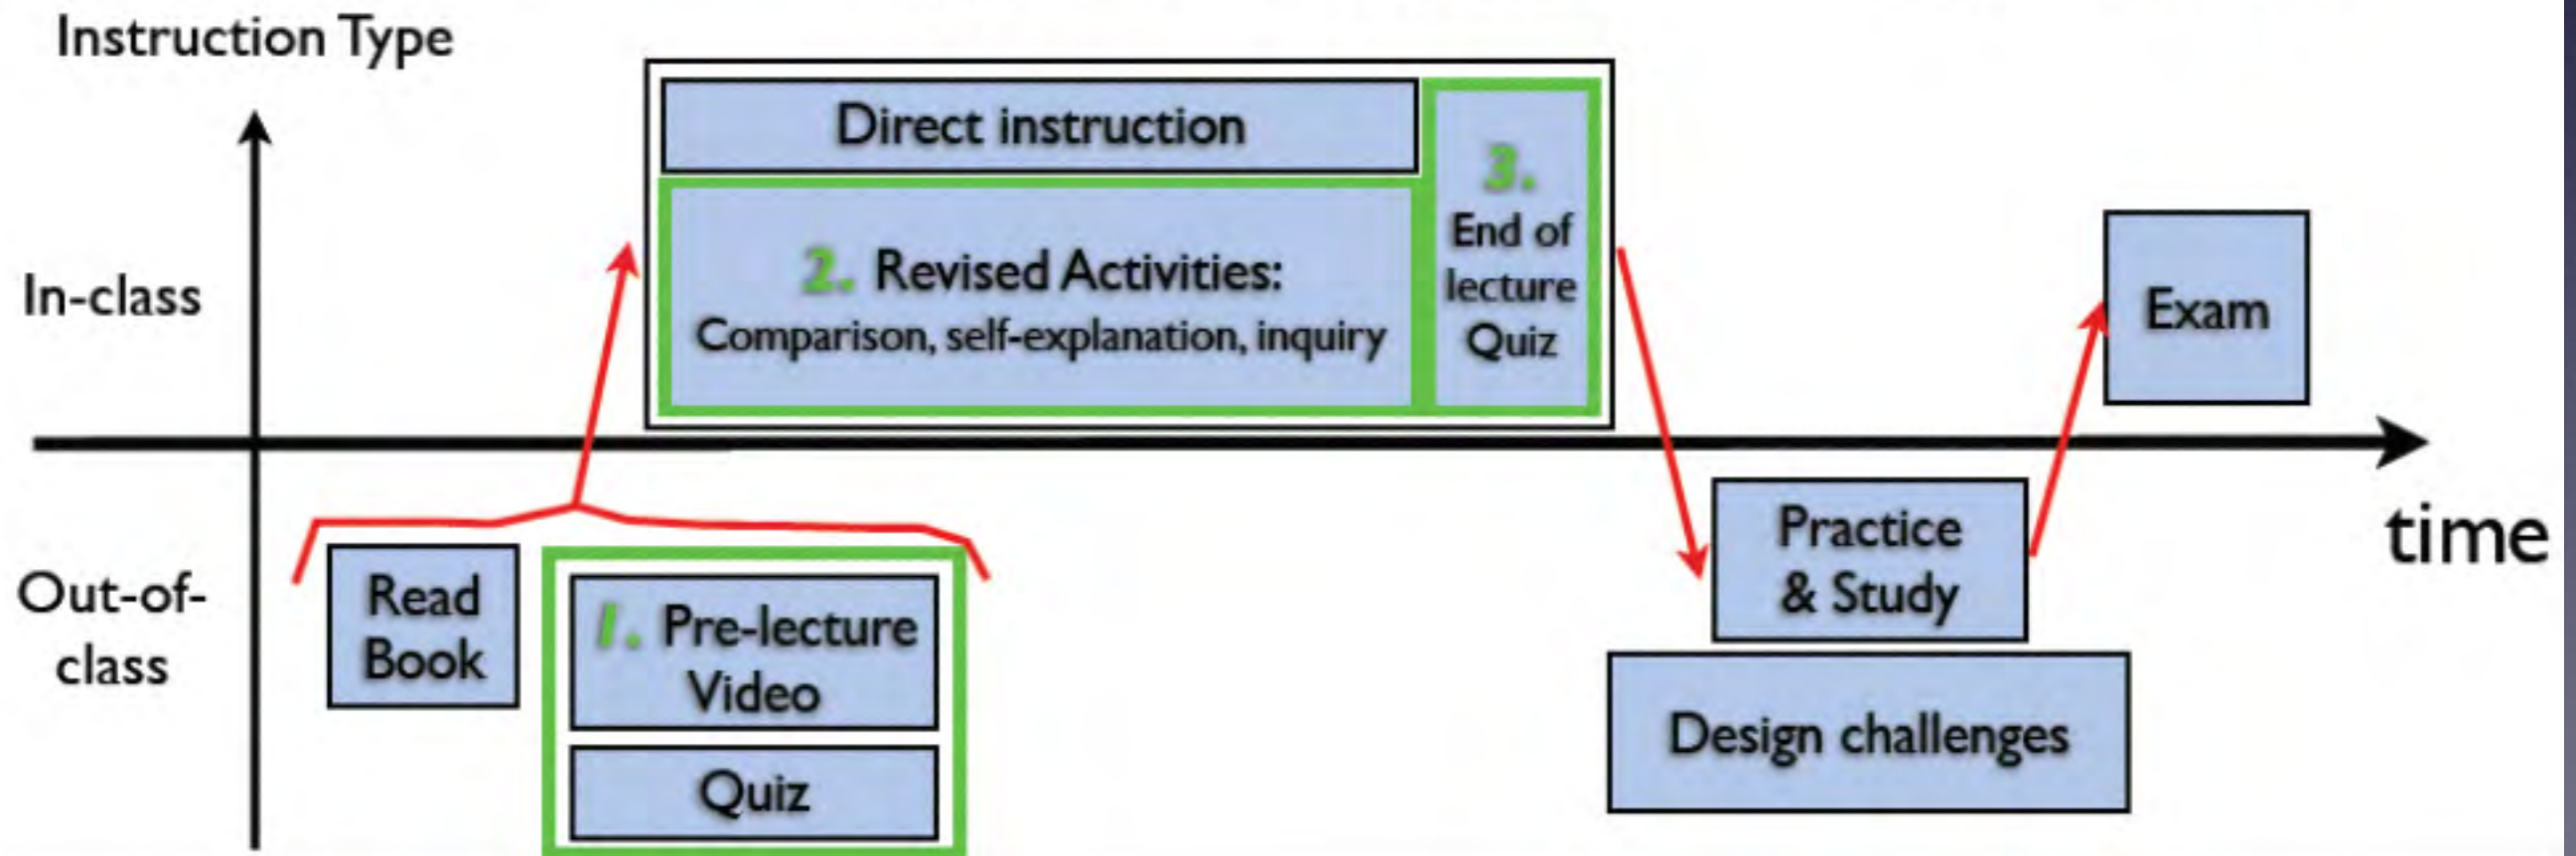 Instruction Type
Direct instruction
2. Revised Activities:
Comparison, self-explanation, inquiry
3.
End of
lecture
Quiz
In-class
Exam
time
Out-of-
class
Read
Book
1. Pre-lecture
Video
Quiz
Practice
& Study
Design challenges